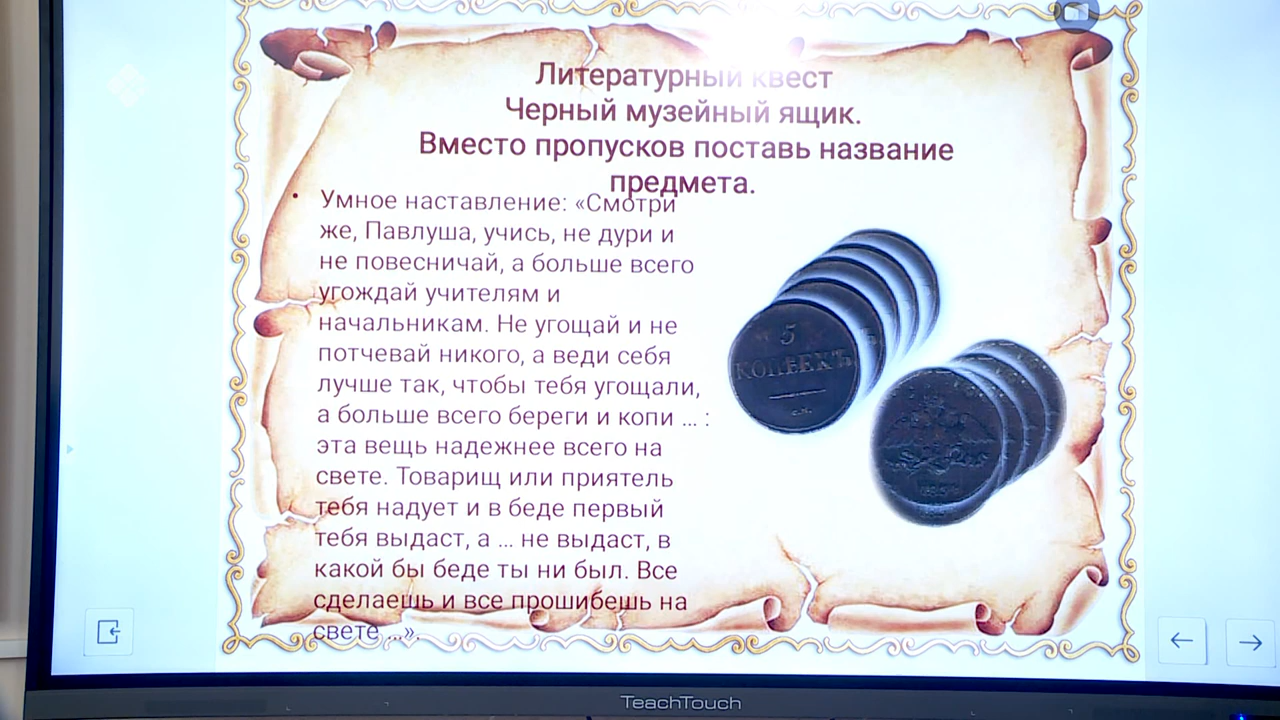 Литературный квест
Черный музейный ящик.
Вместо пропусков поставь название
предмета.
• Умное наставление: «Смотри
же, Павлуша, учись, не дури и
не повесничай, а больше всего
угождай учителям и
начальникам. Не угощай и не
потчевай никого, а веди себя
лучше так, чтобы тебя угощали,
а больше всего береги и копи ... :
эта вещь надежнее всего на
свете. Товарищ или приятель
тебя надует и в беде первый
тебя выдаст, а ... не выдаст, в
какой бы беде ты ни был. Все
сделаешь и все прошибешь на
свете ...».
5
КОПѢЕКЪ
TeachTouch